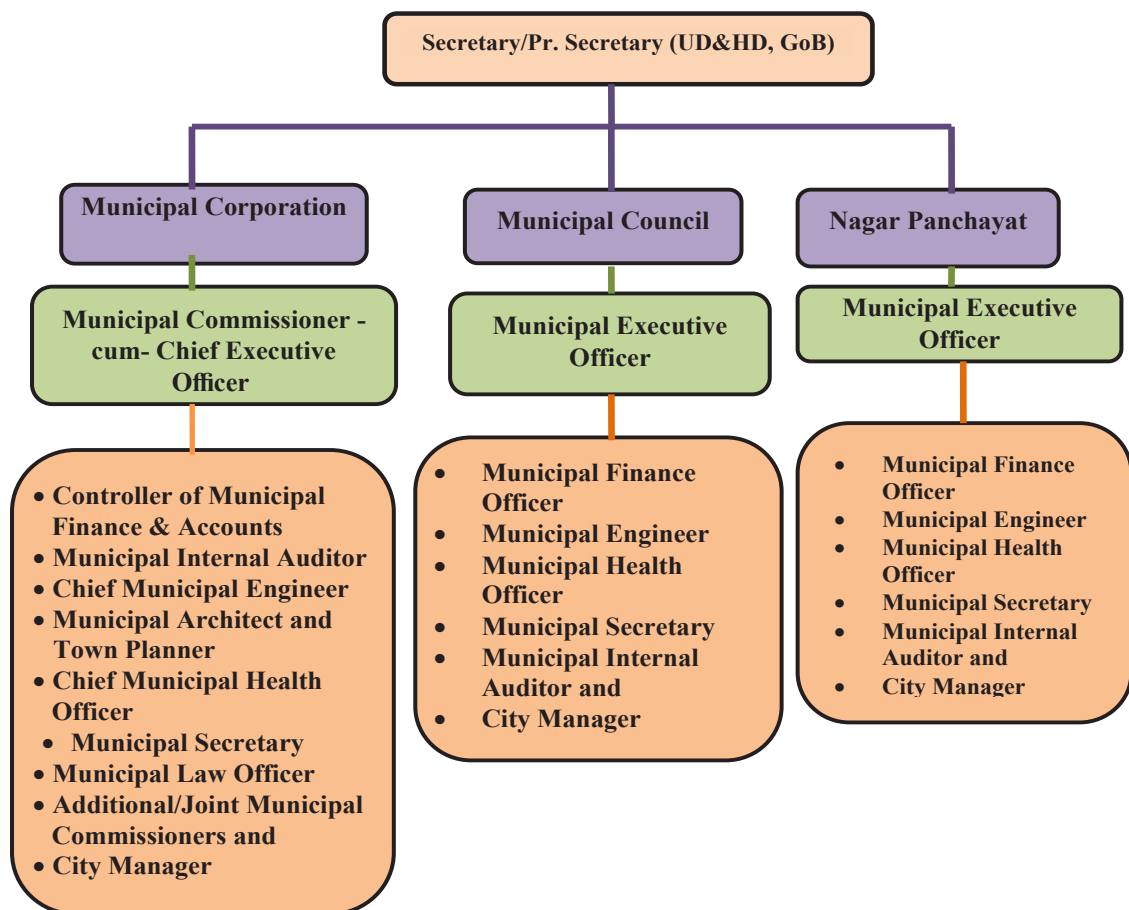 Secretary/Pr. Secretary (UD&HD, GoB)
Municipal Corporation
Municipal Council
Nagar Panchayat
Municipal Commissioner -
cum- Chief Executive
Officer
Municipal Executive
Officer
Municipal Executive
Officer
• Controller of Municipal
Finance & Accounts
• Municipal Internal Auditor
• Chief Municipal Engineer
• Municipal Architect and
Town Planner
• Chief Municipal Health
Officer
• Municipal Secretary
• Municipal Law Officer
• Additional/Joint Municipal
Commissioners and
• City Manager
• Municipal Finance
Officer
• Municipal Engineer
• Municipal Health
Officer
• Municipal Secretary
• Municipal Internal
Auditor and
• City Manager
• Municipal Finance
Officer
• Municipal Engineer
• Municipal Health
Officer
• Municipal Secretary
• Municipal Internal
Auditor and
• City Manager